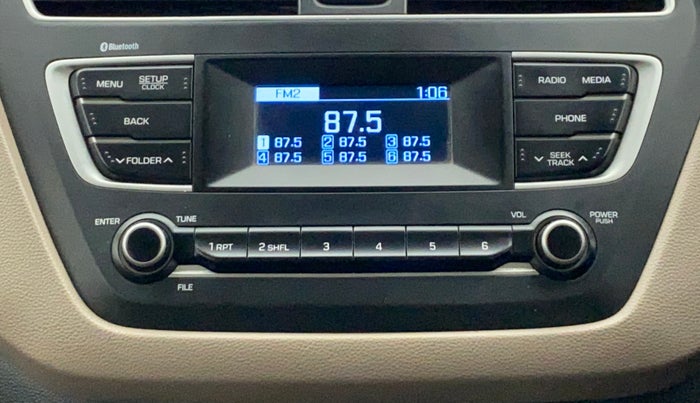 Bluetooth
MENU SETUP CLOCK
BACK
FOLDER
FM2 1:06
87.5
1 87.5 2 87.5 3 87.5
4 87.5 5 87.5 6 87.5
RADIO MEDIA
PHONE
SEEK TRACK
ENTER TUNE
FILE
1 RPT 2 SHFL 3 4 5 6
VOL POWER PUSH